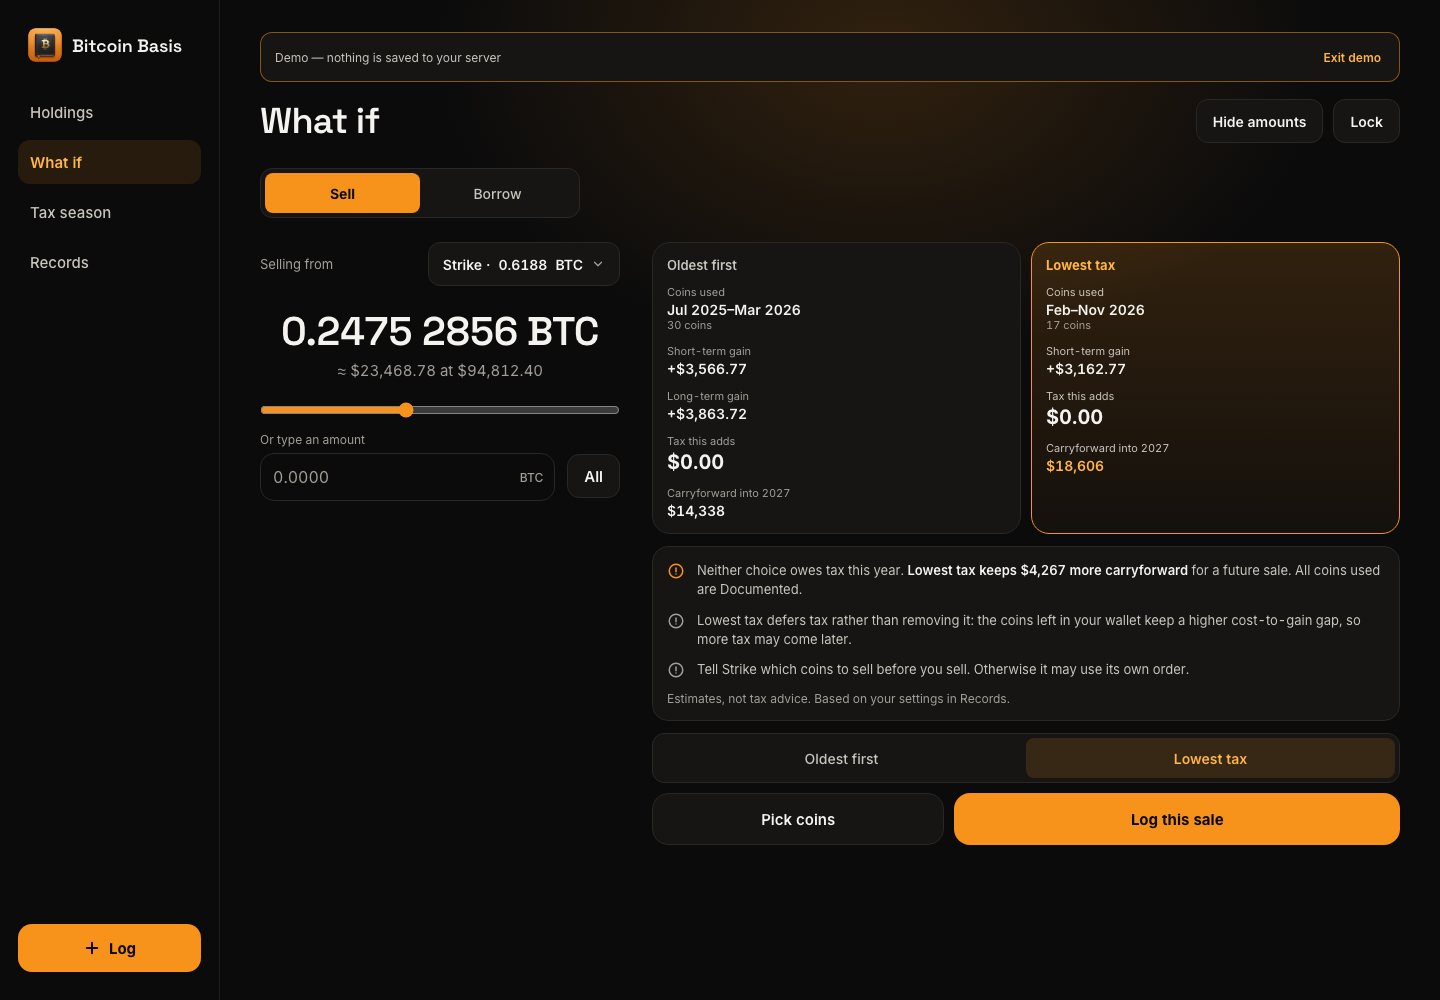 Bitcoin Basis
Holdings
What if
Tax season
Records
+ Log
Demo — nothing is saved to your server
Exit demo
What if
Hide amounts
Lock
Sell
Borrow
Selling from
Strike · 0.6188 BTC
0.2475 2856 BTC
≈ $23,468.78 at $94,812.40
Or type an amount
0.0000 BTC
All
Oldest first
Coins used
Jul 2025–Mar 2026
30 coins
Short-term gain
+$3,566.77
Long-term gain
+$3,863.72
Tax this adds
$0.00
Carryforward into 2027
$14,338
Lowest tax
Coins used
Feb–Nov 2026
17 coins
Short-term gain
+$3,162.77
Tax this adds
$0.00
Carryforward into 2027
$18,606
Neither choice owes tax this year. Lowest tax keeps $4,267 more carryforward for a future sale. All coins used
are Documented.
Lowest tax defers tax rather than removing it: the coins left in your wallet keep a higher cost-to-gain gap, so
more tax may come later.
Tell Strike which coins to sell before you sell. Otherwise it may use its own order.
Estimates, not tax advice. Based on your settings in Records.
Oldest first
Lowest tax
Pick coins
Log this sale